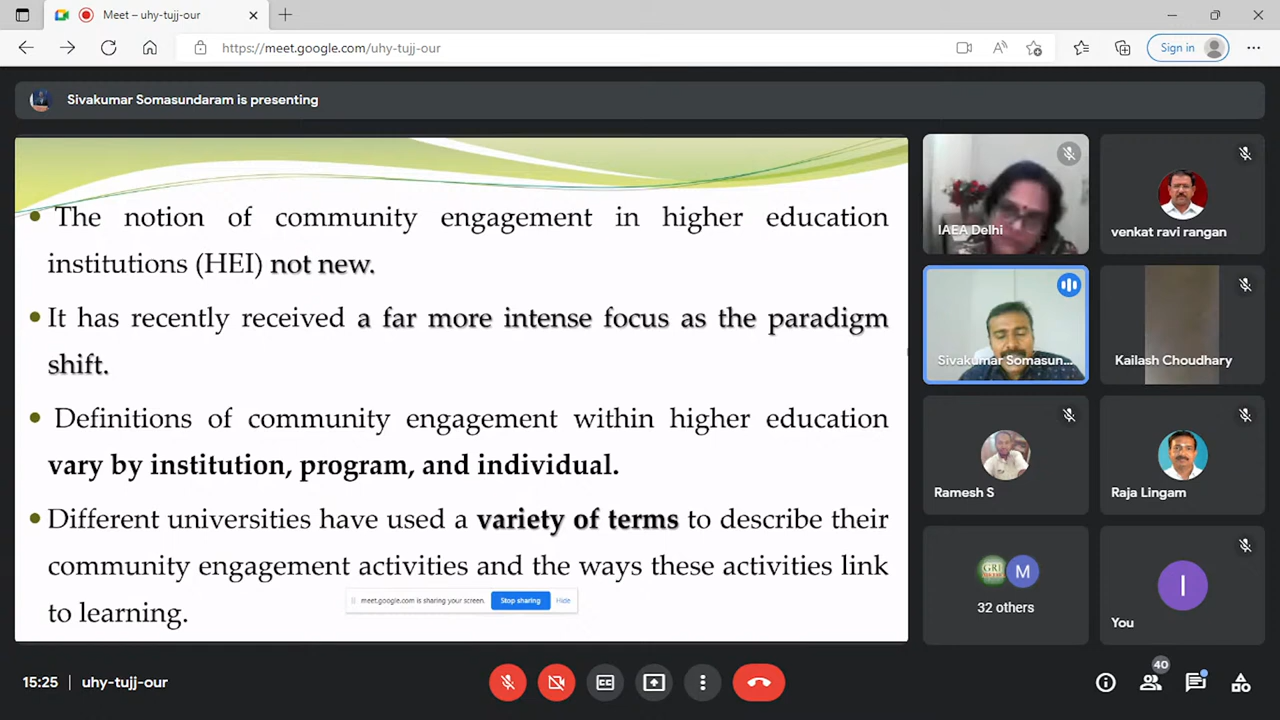 Meet – uhy-tujj-our
https://meet.google.com/uhy-tujj-our
Sign in
Sivakumar Somasundaram is presenting
The notion of community engagement in higher education
institutions (HEI) not new.
It has recently received a far more intense focus as the paradigm
shift.
Definitions of community engagement within higher education
vary by institution, program, and individual.
Different universities have used a variety of terms to describe their
community engagement activities and the ways these activities link
to learning.
meet.google.com is sharing your screen. Stop sharing Hide
IAEA Delhi
venkat ravi rangan
Sivakumar Somasun...
Kailash Choudhary
Ramesh S
Raja Lingam
GRI
M
32 others
I
You
15:25 | uhy-tujj-our
CC
40